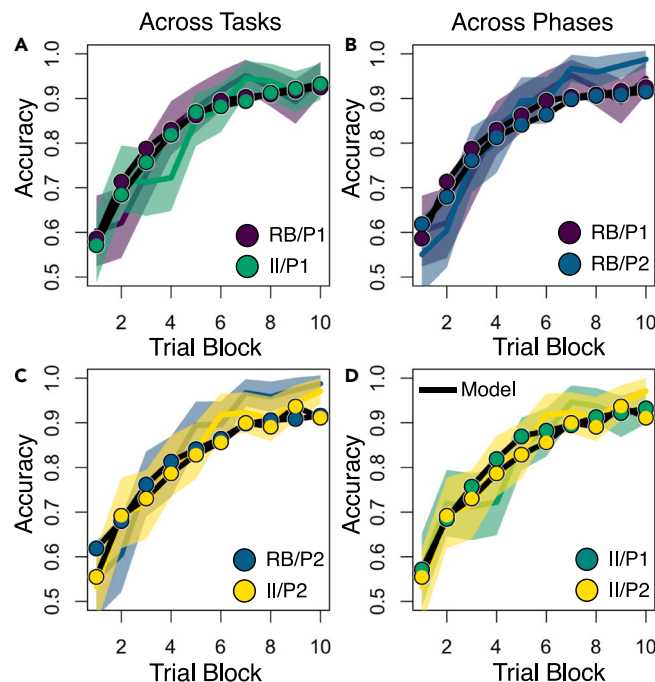 Across Tasks
Across Phases
A
B
Accuracy
1.0
0.9
0.8
0.7
0.6
0.5
RB/P1
II/P1
2 4 6 8 10
Trial Block
Accuracy
1.0
0.9
0.8
0.7
0.6
0.5
RB/P1
RB/P2
2 4 6 8 10
Trial Block
C
D
Accuracy
1.0
0.9
0.8
0.7
0.6
0.5
RB/P2
II/P2
2 4 6 8 10
Trial Block
Accuracy
1.0
0.9
0.8
0.7
0.6
0.5
Model
II/P1
II/P2
2 4 6 8 10
Trial Block